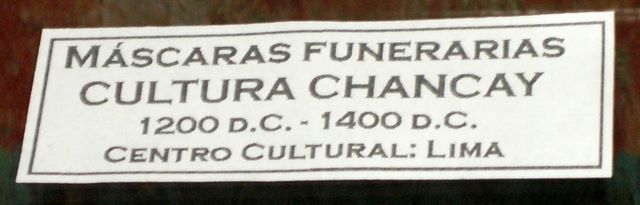 MÁSCARAS FUNERARIAS
CULTURA CHANCAY
1200 D.C. - 1400 D.C.
CENTRO CULTURAL: LIMA